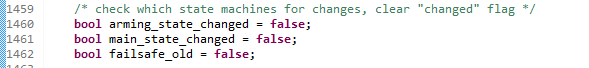 1459 /* check which state machines for changes, clear "changed" flag */
1460 bool arming_state_changed = false;
1461 bool main_state_changed = false;
1462 bool failsafe_old = false;